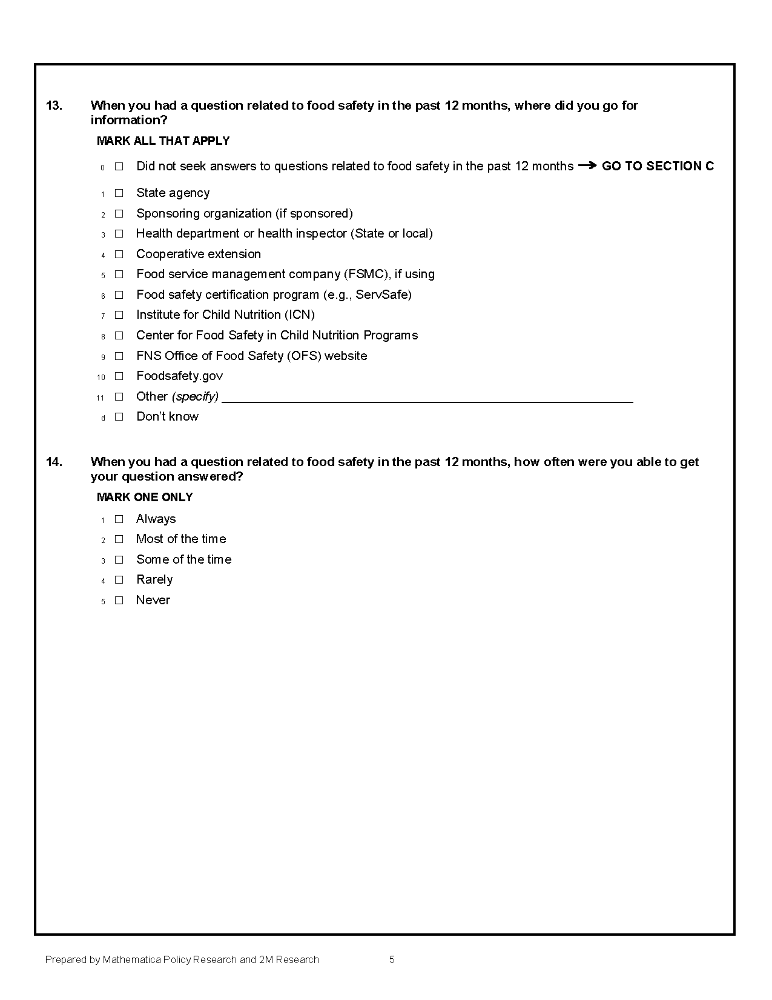 13. When you had a question related to food safety in the past 12 months, where did you go for
information?
MARK ALL THAT APPLY
0 □ Did not seek answers to questions related to food safety in the past 12 months → GO TO SECTION C
1 □ State agency
2 □ Sponsoring organization (if sponsored)
3 □ Health department or health inspector (State or local)
4 □ Cooperative extension
5 □ Food service management company (FSMC), if using
6 □ Food safety certification program (e.g., ServSafe)
7 □ Institute for Child Nutrition (ICN)
8 □ Center for Food Safety in Child Nutrition Programs
9 □ FNS Office of Food Safety (OFS) website
10 □ Foodsafety.gov
11 □ Other (specify) ____________________
d □ Don’t know
14. When you had a question related to food safety in the past 12 months, how often were you able to get
your question answered?
MARK ONE ONLY
1 □ Always
2 □ Most of the time
3 □ Some of the time
4 □ Rarely
5 □ Never
Prepared by Mathematica Policy Research and 2M Research 5